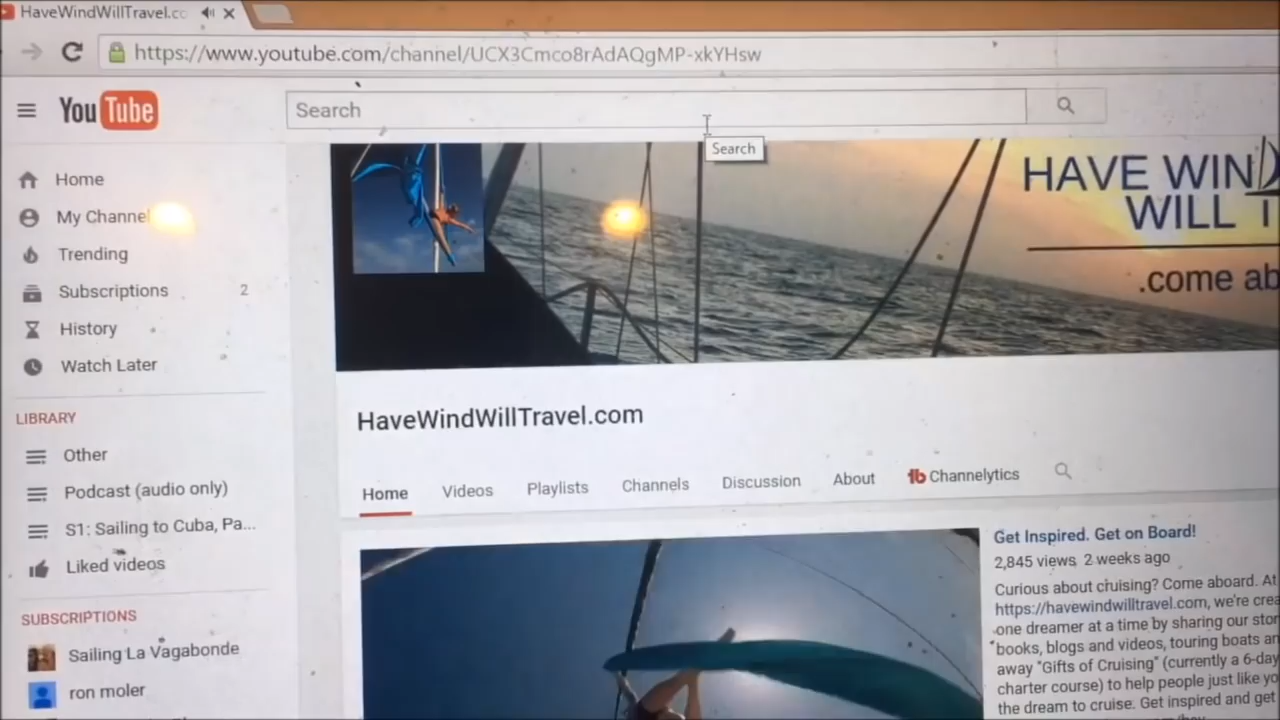 HaveWindWillTravel.co
https://www.youtube.com/channel/UCX3Cmco8rAdAQgMP-xkYHsw
YouTube
Search
Search
Home
My Channel
Trending
Subscriptions 2
History
Watch Later
LIBRARY
Other
Podcast (audio only)
S1: Sailing to Cuba, Pa...
Liked videos
SUBSCRIPTIONS
Sailing La Vagabonde
ron moler
HAVE WIND
WILL T
.come ab
HaveWindWillTravel.com
Home Videos Playlists Channels Discussion About tb Channelytics
Get Inspired. Get on Board!
2,845 views 2 weeks ago
Curious about cruising? Come aboard. At
https://havewindwilltravel.com, we're crea
one dreamer at a time by sharing our stor
books, blogs and videos, touring boats an
away "Gifts of Cruising" (currently a 6-day
charter course) to help people just like yo
the dream to cruise. Get inspired and get